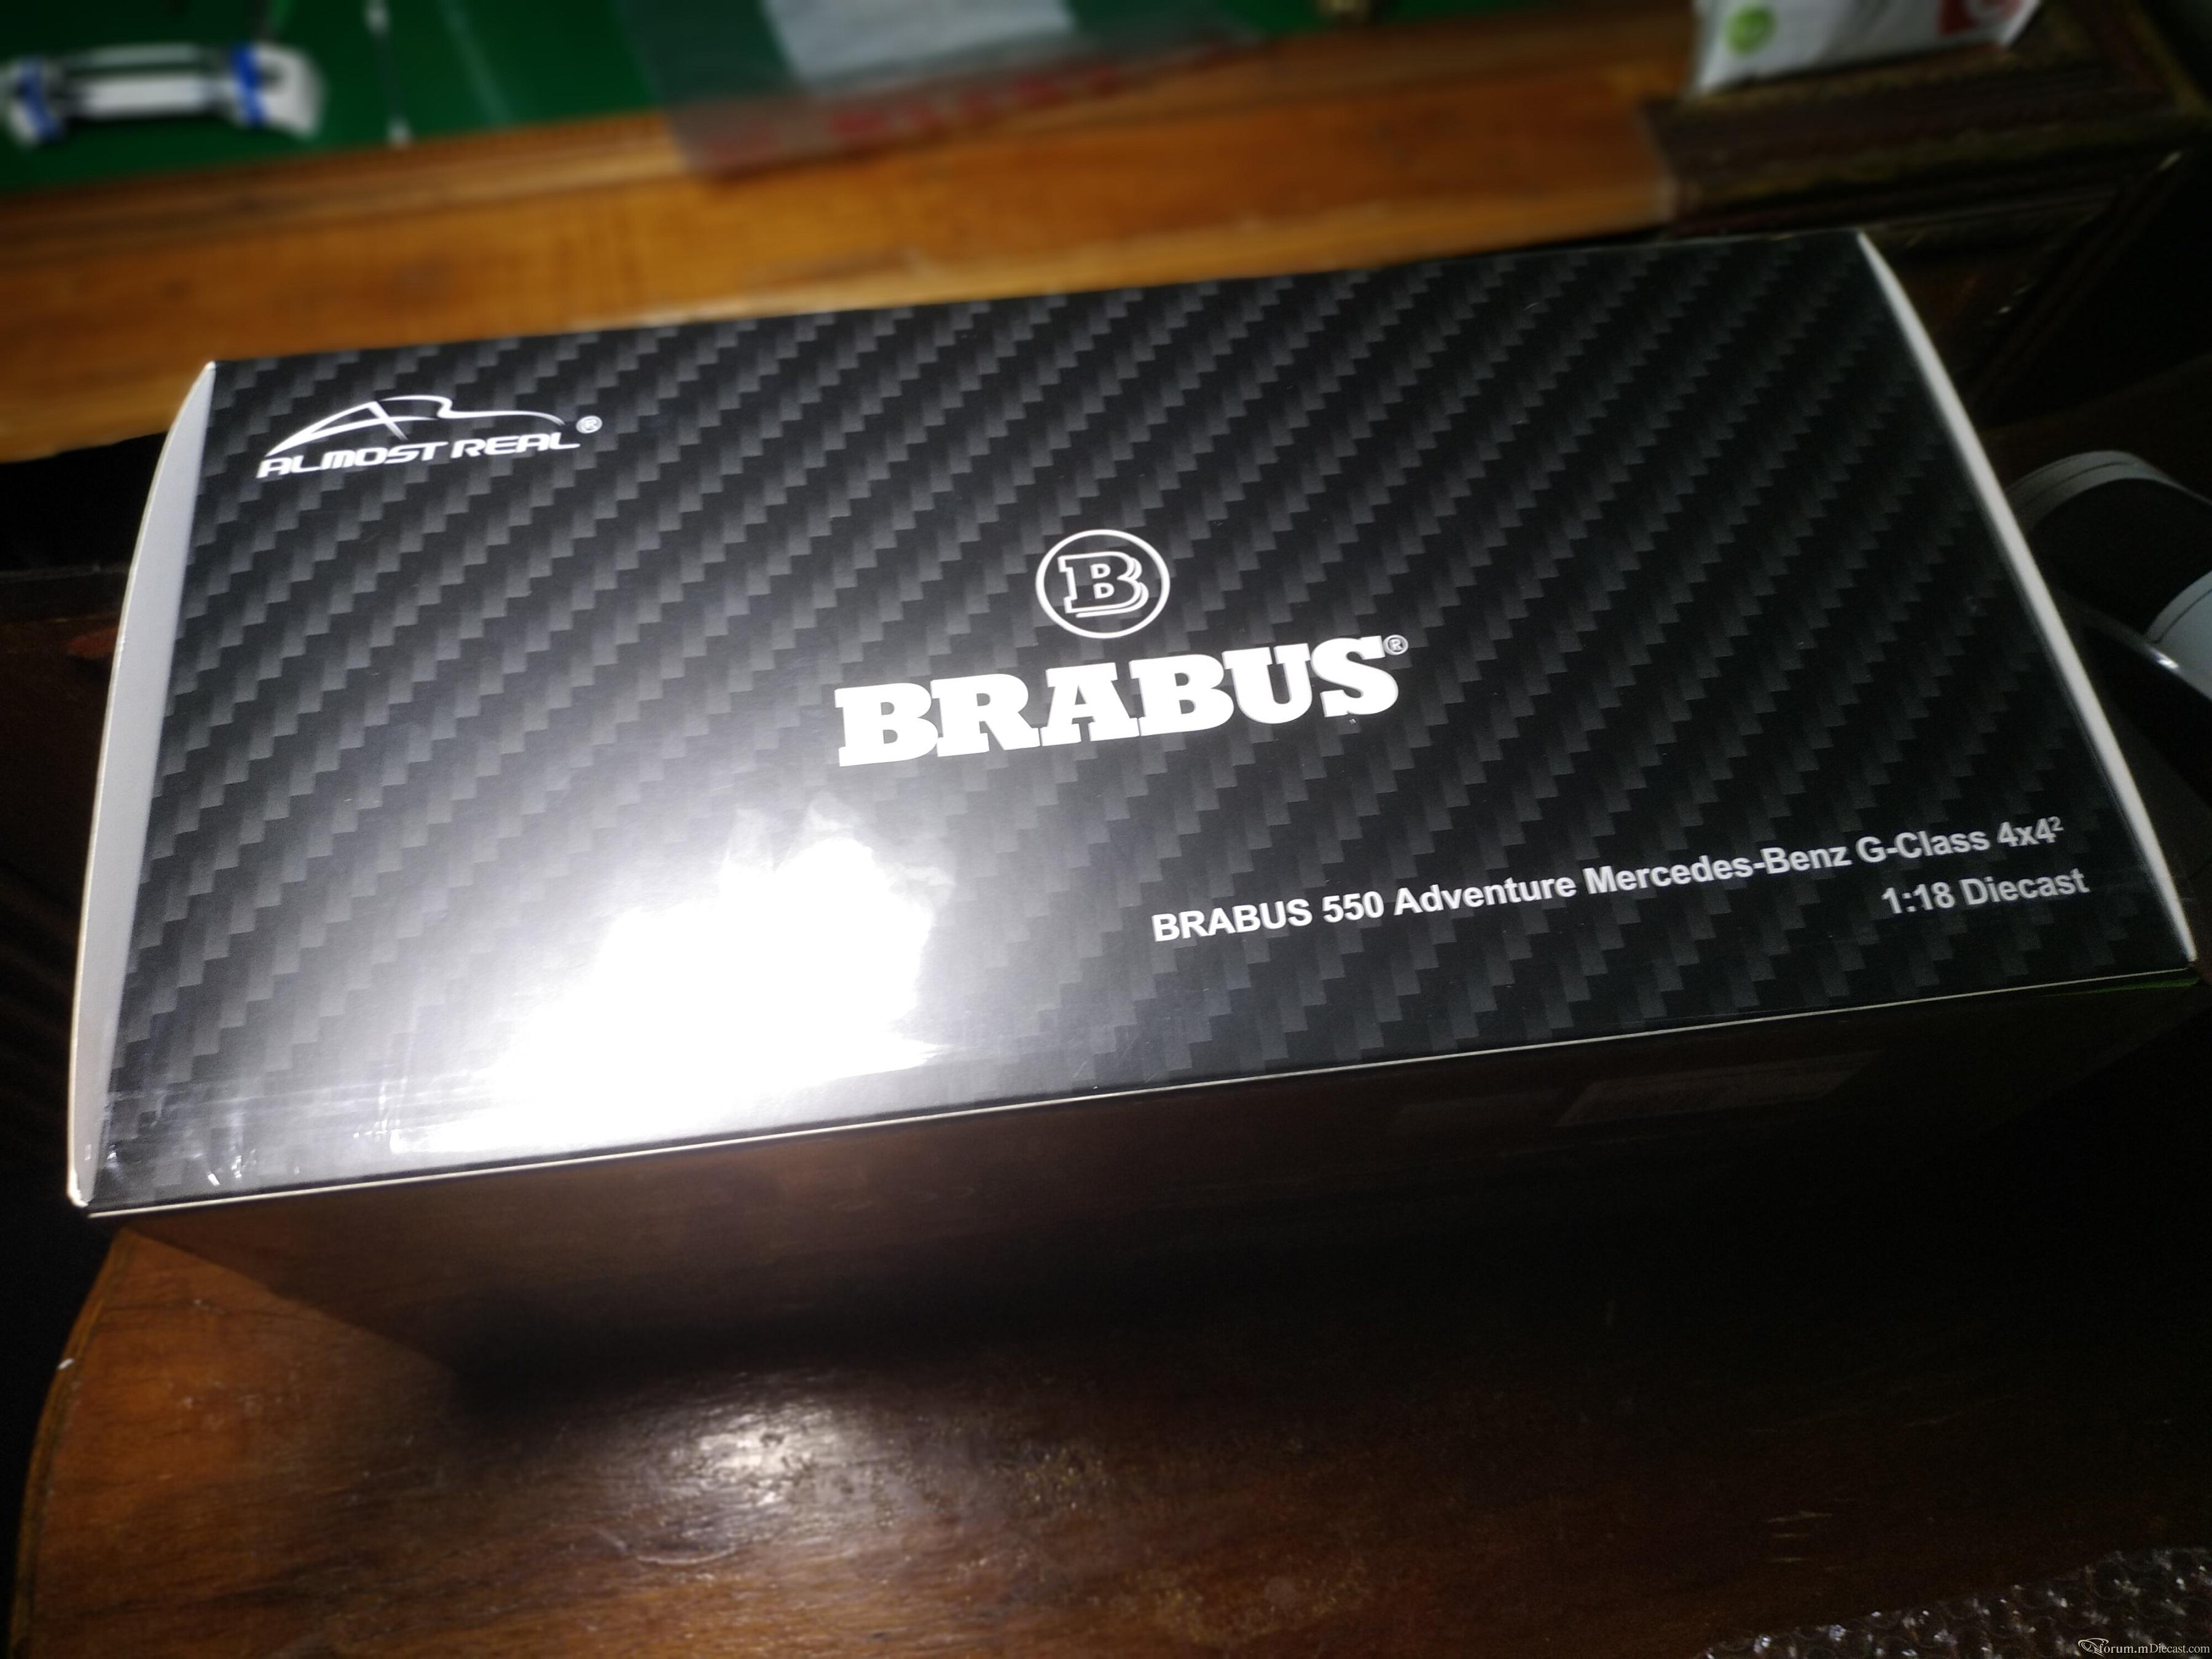 ALMOST REAL®
B
BRABUS®
BRABUS 550 Adventure Mercedes-Benz G-Class 4x4²
1:18 Diecast
forum.mDiecast.com